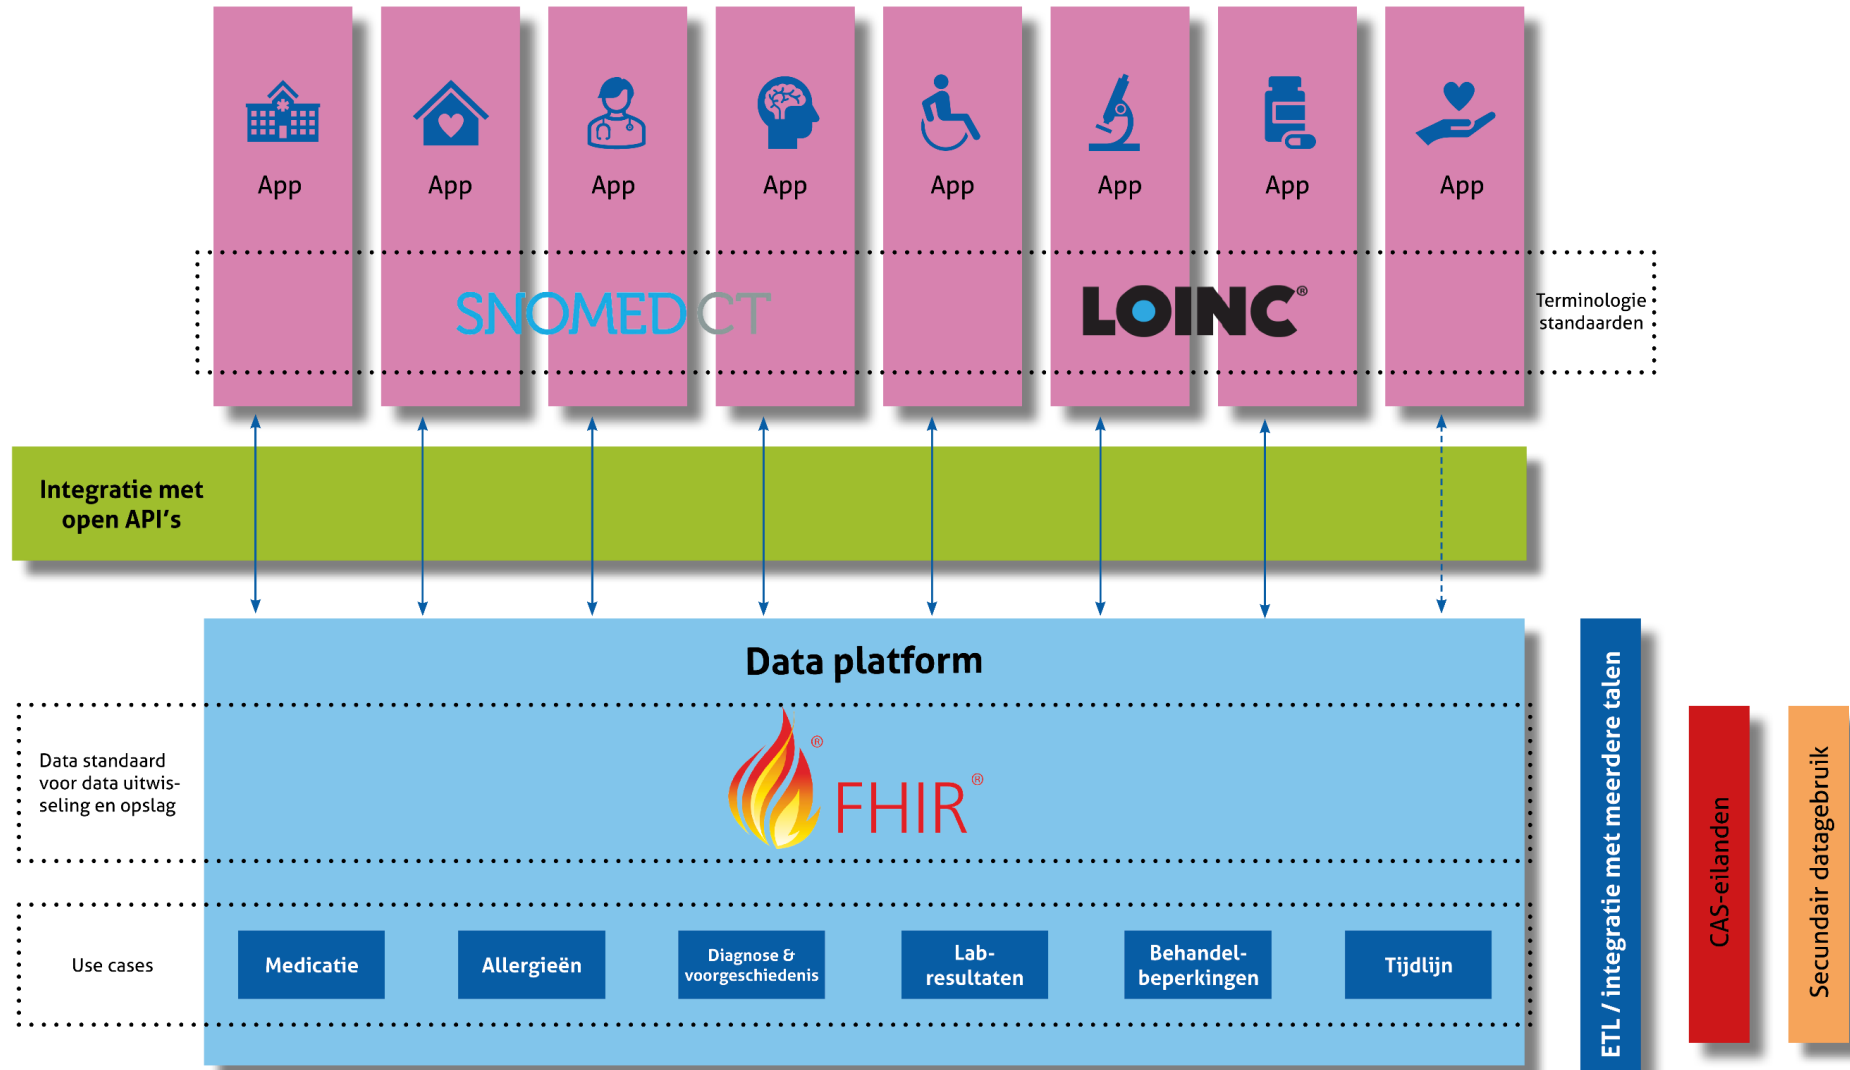 App
App
App
App
App
App
App
App
SNOMED CT
LOINC®
Terminologie
standaarden
Integratie met
open API's
Data platform
Data standaard
voor data uitwis-
seling en opslag
®
FHIR®
Use cases
Medicatie
Allergieën
Diagnose &
voorgeschiedenis
Lab-
resultaten
Behandel-
beperkingen
Tijdlijn
ETL / integratie met meerdere talen
CAS-eilanden
Secundair datagebruik